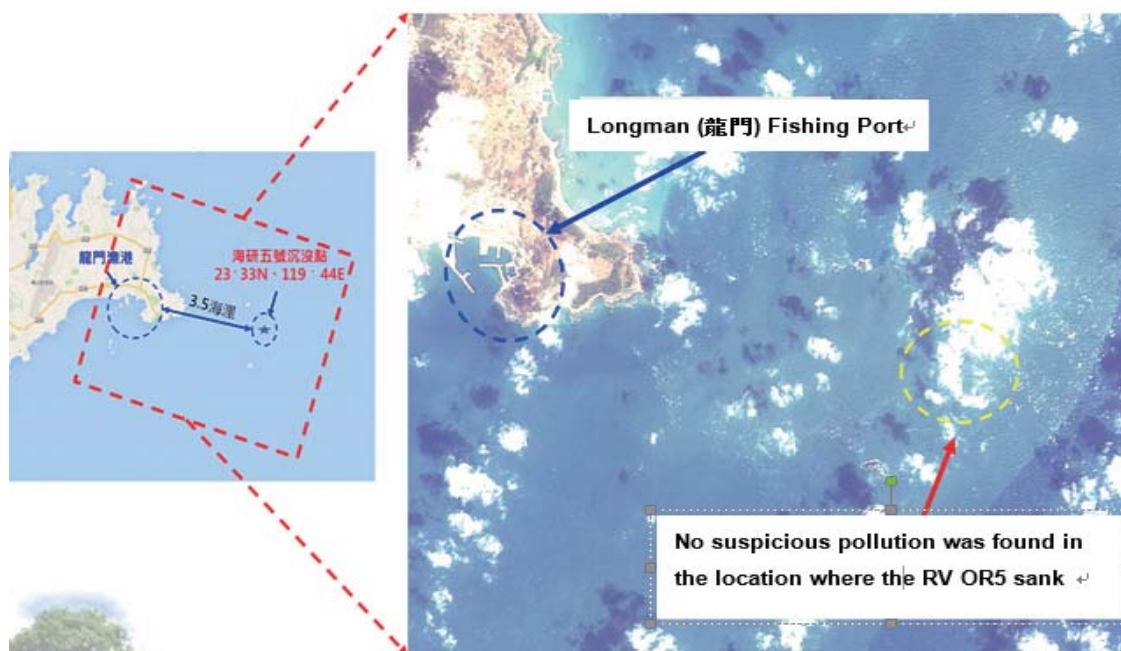 Longman (龍門) Fishing Port↵
海研五號沉沒點
23°33N、119°44E
龍門漁港
3.5海浬
No suspicious pollution was found in
the location where the RV OR5 sank ↵